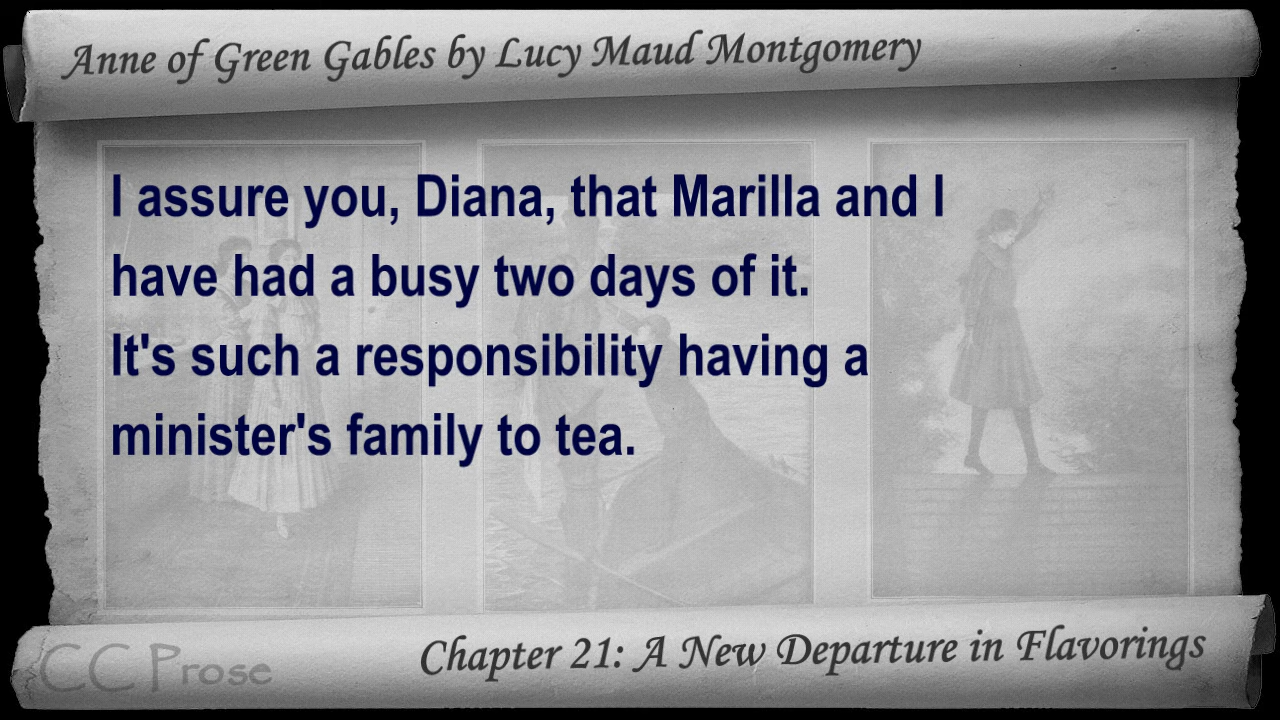 Anne of Green Gables by Lucy Maud Montgomery
I assure you, Diana, that Marilla and I
have had a busy two days of it.
It's such a responsibility having a
minister's family to tea.
CC Prose
Chapter 21: A New Departure in Flavorings